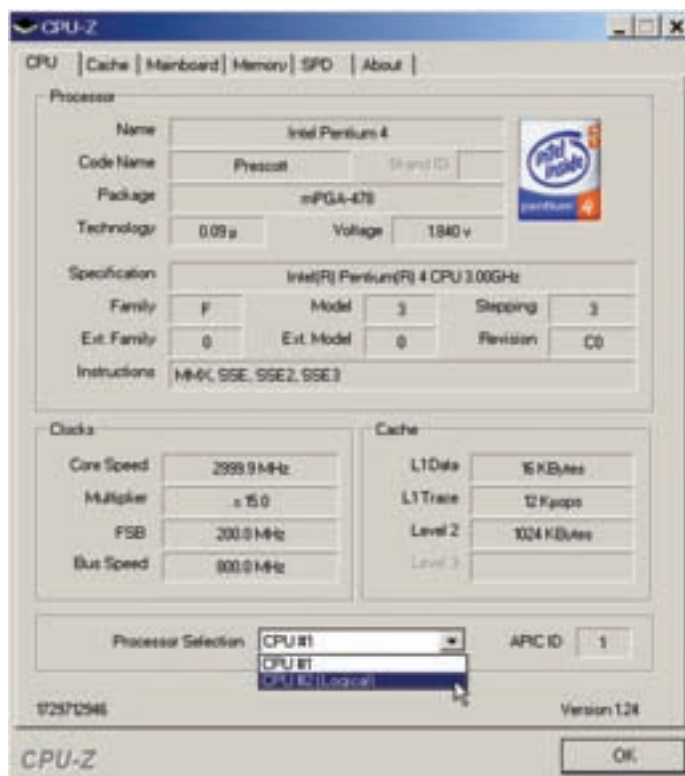 CPU-Z
CPU Cache Mainboard Memory SPD About
Processor
Name Intel Pentium 4
Code Name Prescott Brand ID
Package mPGA-478
Technology 0.09 µ Voltage 1.840 v
intel inside
pentium 4
Specification Intel(R) Pentium(R) 4 CPU 3.00GHz
Family F Model 3 Stepping 3
Ext. Family 0 Ext. Model 0 Revision C0
Instructions MMX, SSE, SSE2, SSE3
Clocks Cache
Core Speed 2999.9 MHz L1 Data 16 KBytes
Multiplier x 15.0 L1 Trace 12 Kµops
FSB 200.0 MHz Level 2 1024 KBytes
Bus Speed 800.0 MHz Level 3
Processor Selection CPU #1 APIC ID 1
CPU #1
CPU #2 (Logical)
1729712946 Version 1.24
CPU-Z OK